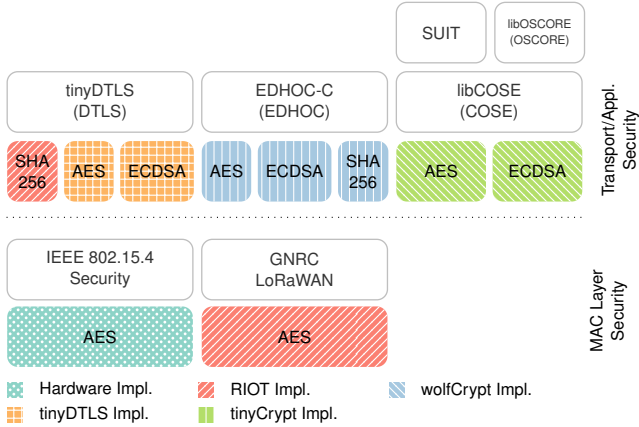 SUIT
libOSCORE
(OSCORE)
tinyDTLS
(DTLS)
EDHOC-C
(EDHOC)
libCOSE
(COSE)
Transport/Appl.
Security
SHA
256
AES
ECDSA
AES
ECDSA
SHA
256
AES
ECDSA
IEEE 802.15.4
Security
GNRC
LoRaWAN
MAC Layer
Security
AES
AES
Hardware Impl.
RIOT Impl.
wolfCrypt Impl.
tinyDTLS Impl.
tinyCrypt Impl.